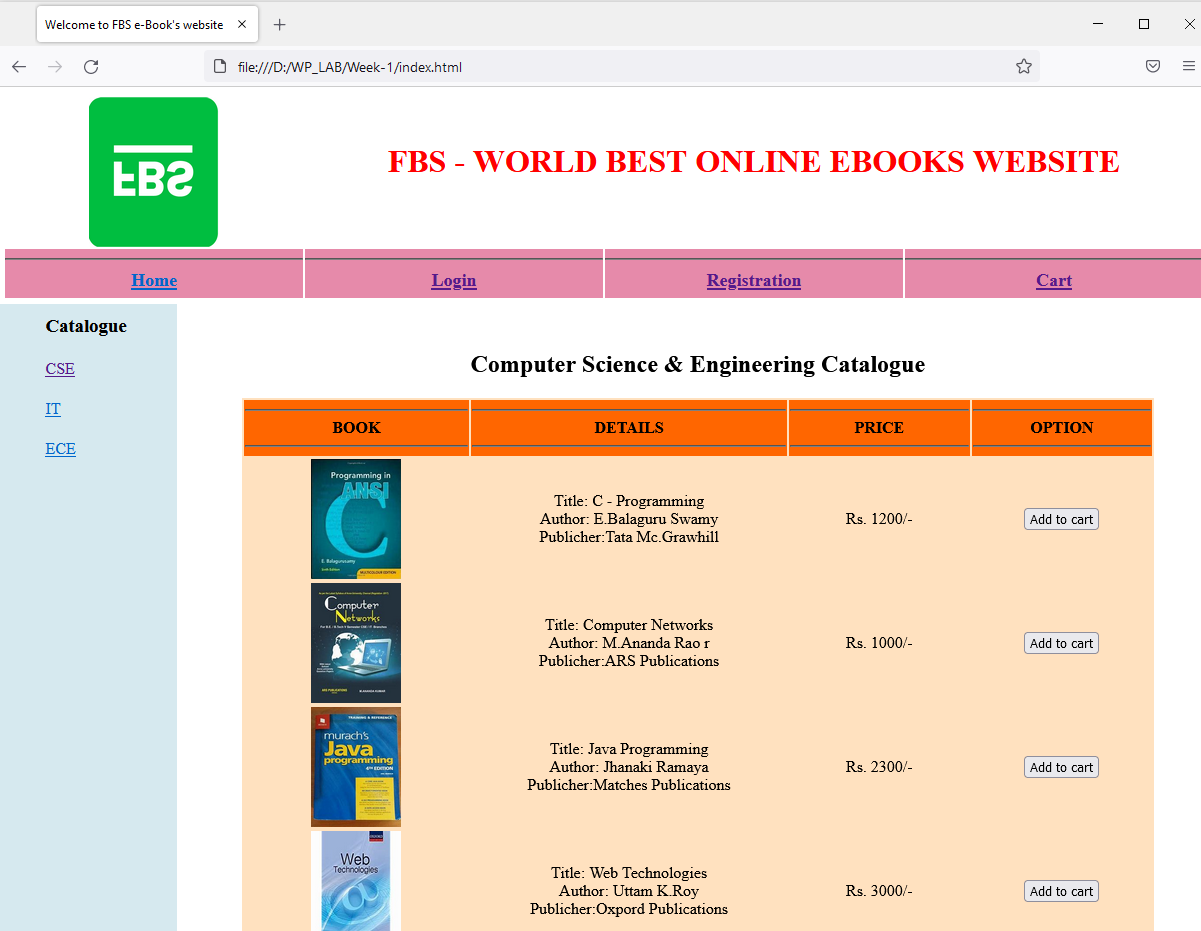 Welcome to FBS e-Book's website
file:///D:/WP_LAB/Week-1/index.html
FBS
FBS - WORLD BEST ONLINE EBOOKS WEBSITE
Home Login Registration Cart
Catalogue
CSE
IT
ECE
Computer Science & Engineering Catalogue
BOOK DETAILS PRICE OPTION
Programming in
ANSI
C
E. Balagurusamy
Title: C - Programming
Author: E.Balaguru Swamy
Publicher:Tata Mc.Grawhill
Rs. 1200/-
Add to cart
Computer
Networks
Title: Computer Networks
Author: M.Ananda Rao r
Publicher:ARS Publications
Rs. 1000/-
Add to cart
TRAINING & REFERENCE
murach's
Java
programming
4TH EDITION
Title: Java Programming
Author: Jhanaki Ramaya
Publicher:Matches Publications
Rs. 2300/-
Add to cart
Web
Technologies
Title: Web Technologies
Author: Uttam K.Roy
Publicher:Oxpord Publications
Rs. 3000/-
Add to cart